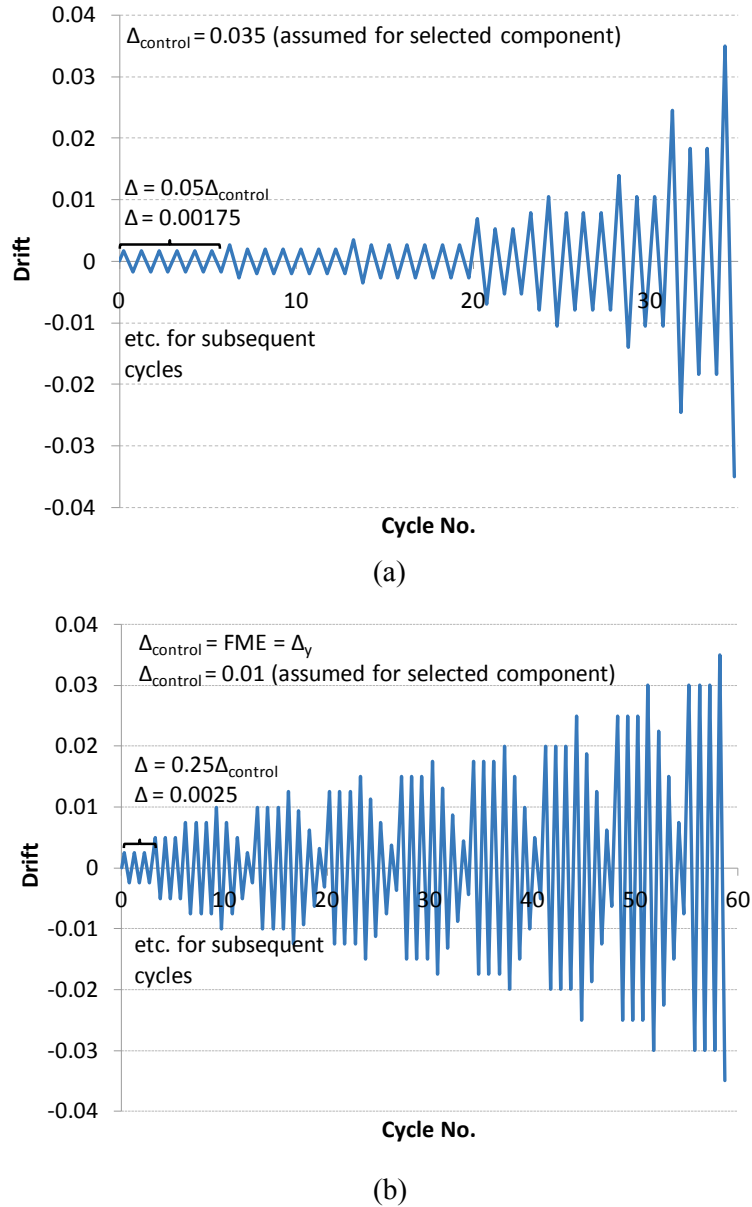 0.04
Δcontrol = 0.035 (assumed for selected component)
0.03
0.02
Δ = 0.05Δcontrol
0.01
Δ = 0.00175
Drift
0
0 10 20 30
-0.01
etc. for subsequent
cycles
-0.02
-0.03
-0.04
Cycle No.
(a)
0.04
Δcontrol = FME = Δy
0.03
Δcontrol = 0.01 (assumed for selected component)
0.02
Δ = 0.25Δcontrol
0.01
Δ = 0.0025
Drift
0
0 10 20 30 40 50 60
-0.01
etc. for subsequent
cycles
-0.02
-0.03
-0.04
Cycle No.
(b)